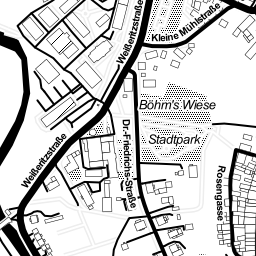 Weißeritzstraße
Kleine Mühlstraße
Böhm's Wiese
Stadtpark
Dr.-Friedrichs-Straße
Weißeritzstraße
Rosengasse